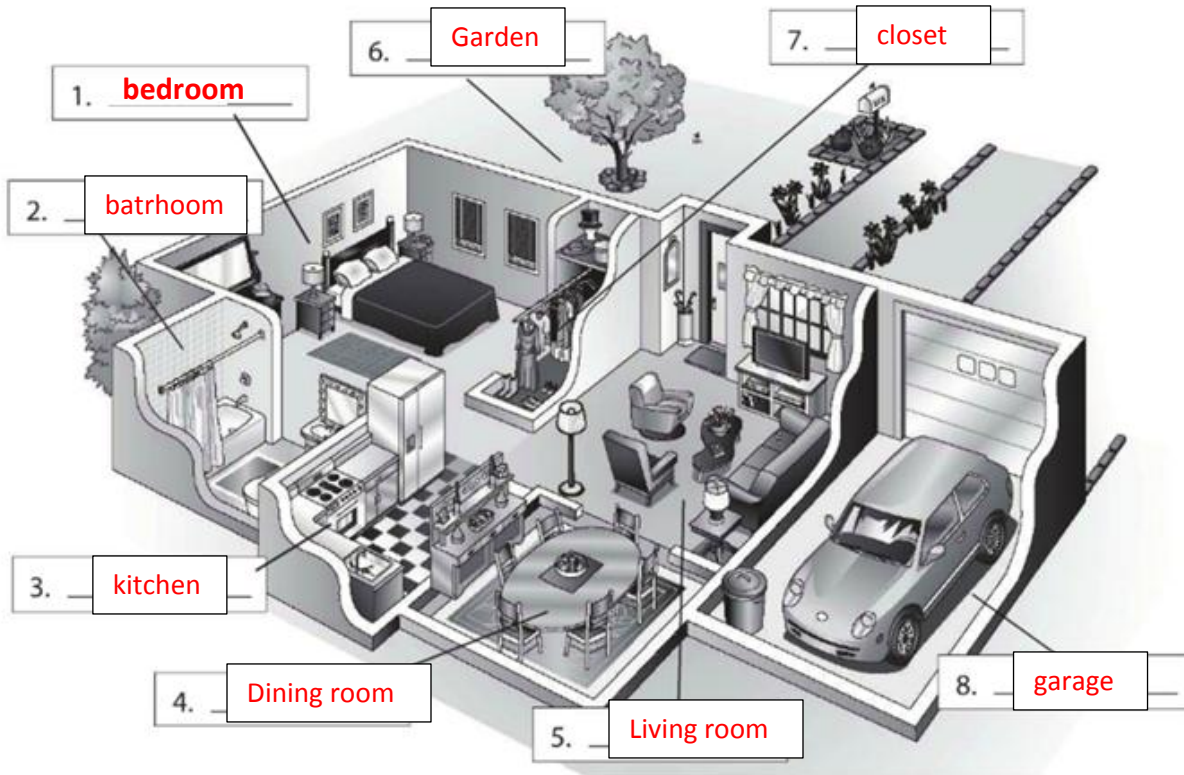 1. bedroom
2. batrhoom
3. kitchen
4. Dining room
5. Living room
6. Garden
7. closet
8. garage